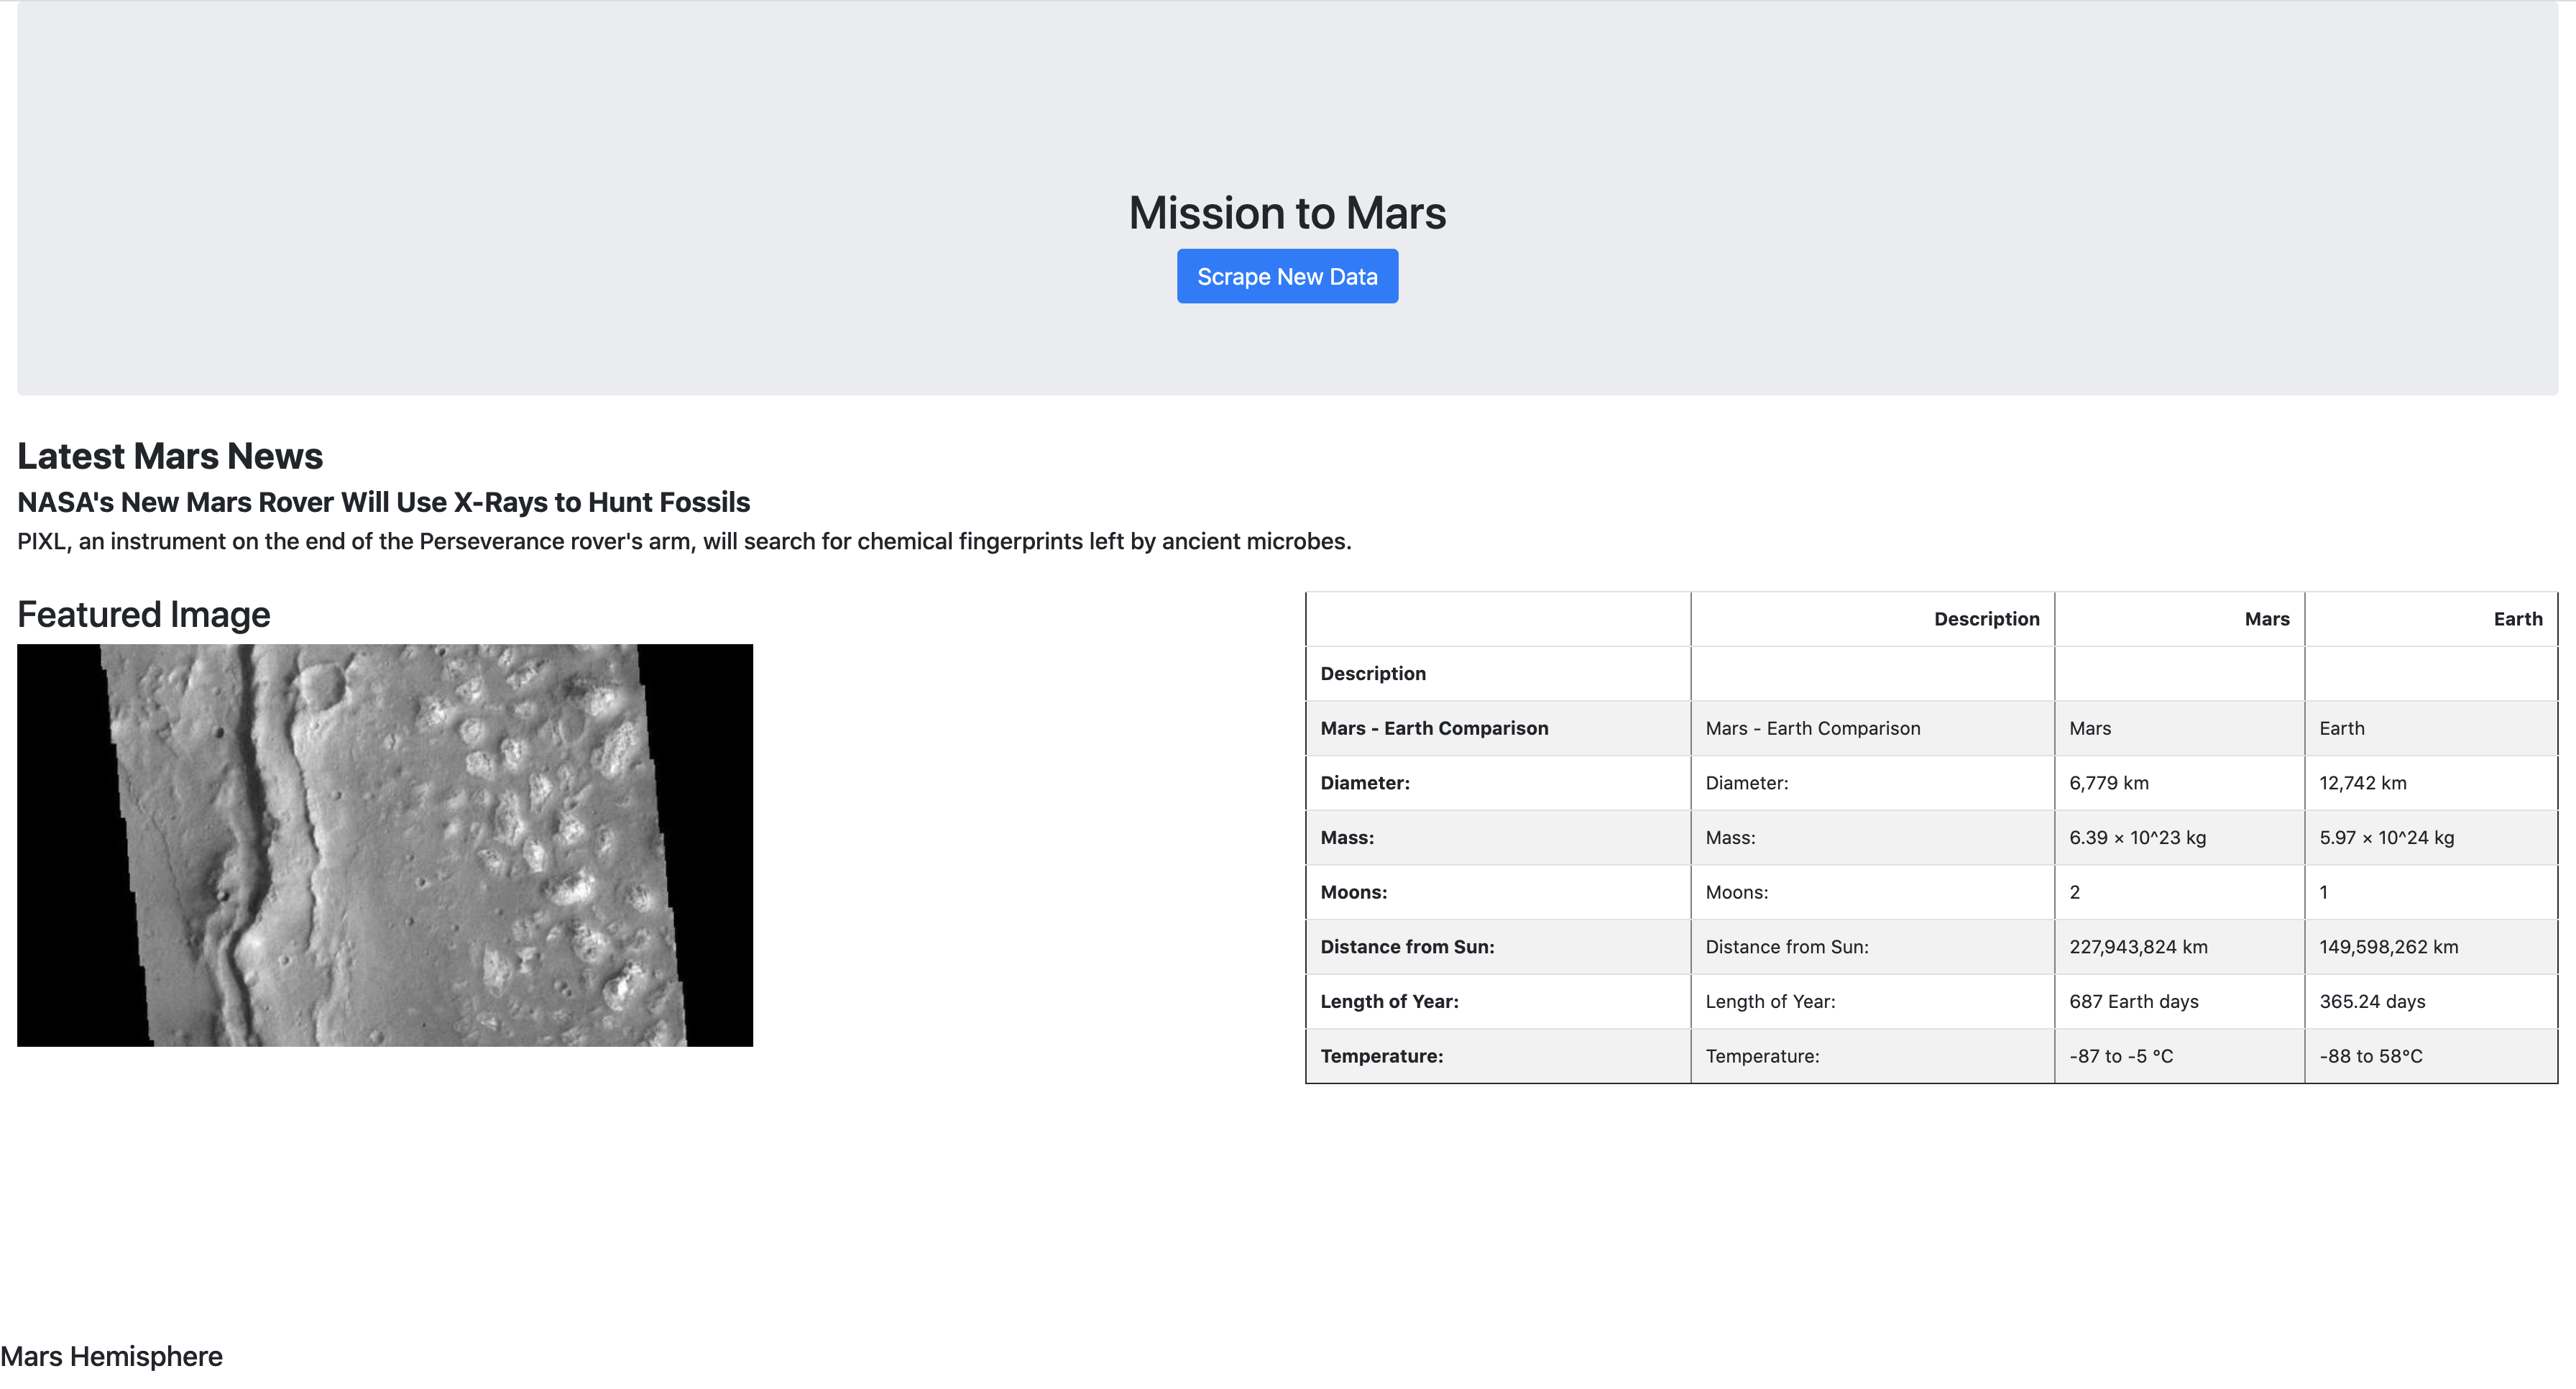 Mission to Mars
Scrape New Data
Latest Mars News
NASA's New Mars Rover Will Use X-Rays to Hunt Fossils
PIXL, an instrument on the end of the Perseverance rover's arm, will search for chemical fingerprints left by ancient microbes.
Featured Image
Description Mars Earth
Description
Mars - Earth Comparison Mars - Earth Comparison Mars Earth
Diameter: Diameter: 6,779 km 12,742 km
Mass: Mass: 6.39 × 10^23 kg 5.97 × 10^24 kg
Moons: Moons: 2 1
Distance from Sun: Distance from Sun: 227,943,824 km 149,598,262 km
Length of Year: Length of Year: 687 Earth days 365.24 days
Temperature: Temperature: -87 to -5 °C -88 to 58°C
Mars Hemisphere